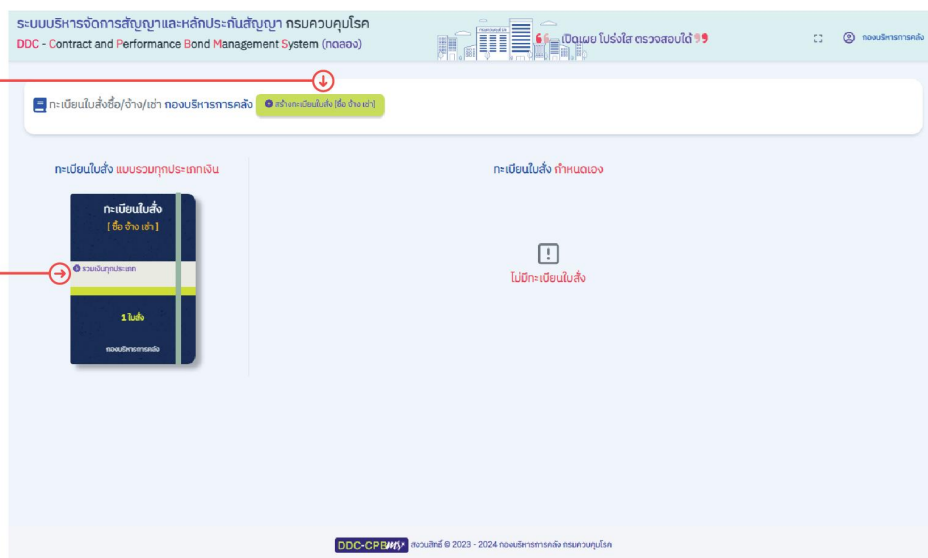 ระบบบริหารจัดการสัญญาและหลักประกันสัญญา กรมควบคุมโรค
DDC - Contract and Performance Bond Management System (ทดลอง)
❝ เปิดเผย โปร่งใส ตรวจสอบได้ ❞
กองบริหารการคลัง
ทะเบียนใบสั่งซื้อ/จ้าง/เช่า กองบริหารการคลัง
สร้างทะเบียนใบสั่ง [ซื้อ จ้าง เช่า]
ทะเบียนใบสั่ง แบบรวมทุกประเภทเงิน
ทะเบียนใบสั่ง กำหนดเอง
ทะเบียนใบสั่ง
[ ซื้อ จ้าง เช่า ]
รวมเงินทุกประเภท
1 ใบสั่ง
กองบริหารการคลัง
ไม่มีทะเบียนใบสั่ง
DDC-CPB สงวนสิทธิ์ © 2023 - 2024 กองบริหารการคลัง กรมควบคุมโรค